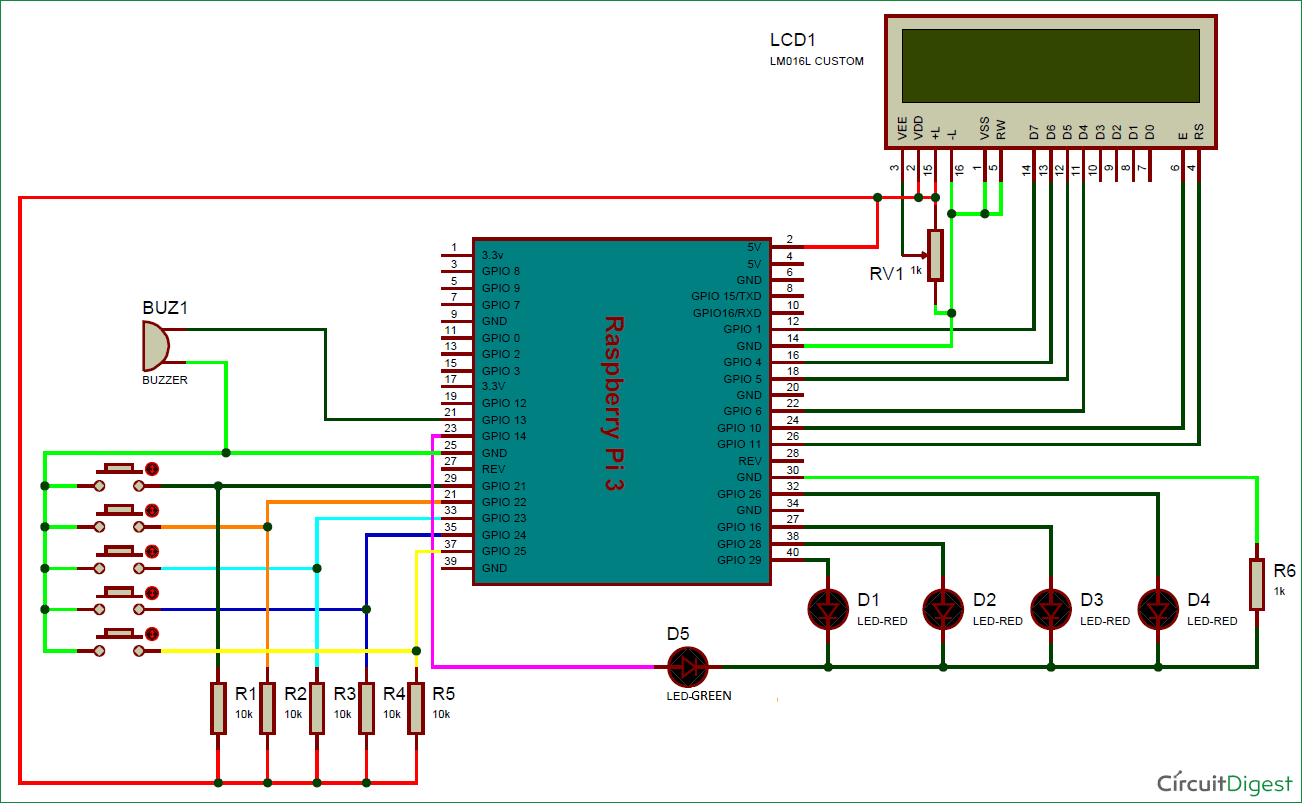 LCD1
LM016L CUSTOM
VEE
VDD
+L
-L
VSS
RW
D7
D6
D5
D4
D3
D2
D1
D0
E
RS
3
2
15
16
1
5
14
13
12
11
10
9
8
7
6
4
RV1
1k
BUZ1
BUZZER
1
3
5
7
9
11
13
15
17
19
21
23
25
27
29
21
33
35
37
39
3.3v
GPIO 8
GPIO 9
GPIO 7
GND
GPIO 0
GPIO 2
GPIO 3
3.3V
GPIO 12
GPIO 13
GPIO 14
GND
REV
GPIO 21
GPIO 22
GPIO 23
GPIO 24
GPIO 25
GND
Raspberry Pi 3
5V
5V
GND
GPIO 15/TXD
GPIO16/RXD
GPIO 1
GND
GPIO 4
GPIO 5
GND
GPIO 6
GPIO 10
GPIO 11
REV
GND
GPIO 26
GND
GPIO 16
GPIO 28
GPIO 29
2
4
6
8
10
12
14
16
18
20
22
24
26
28
30
32
34
27
38
40
D1
LED-RED
D2
LED-RED
D3
LED-RED
D4
LED-RED
R6
1k
D5
LED-GREEN
R1
10k
R2
10k
R3
10k
R4
10k
R5
10k
CircuitDigest